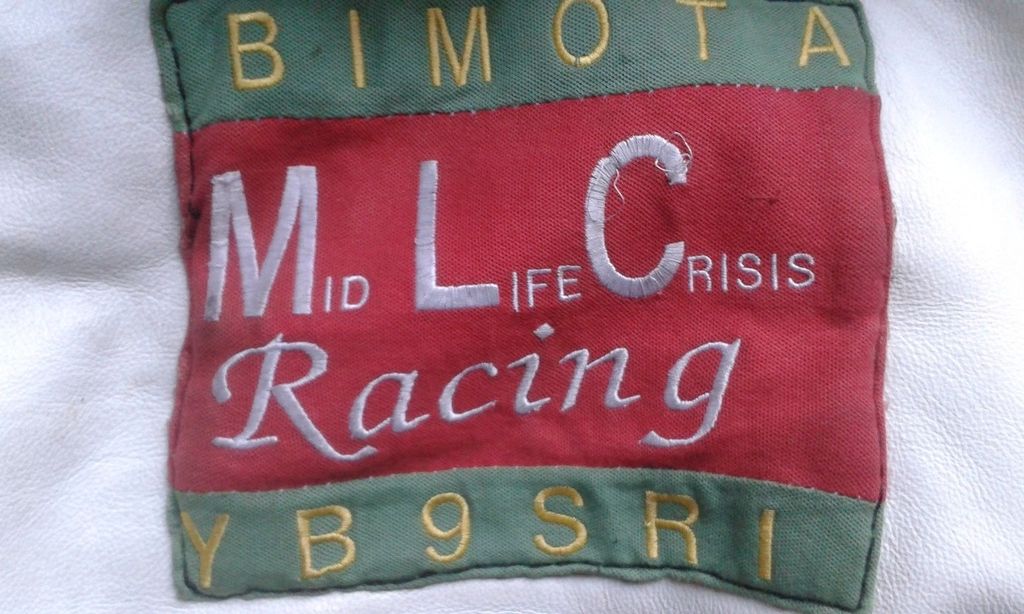 BIMOTA
MID LIFE CRISIS
Racing
YB9SRI